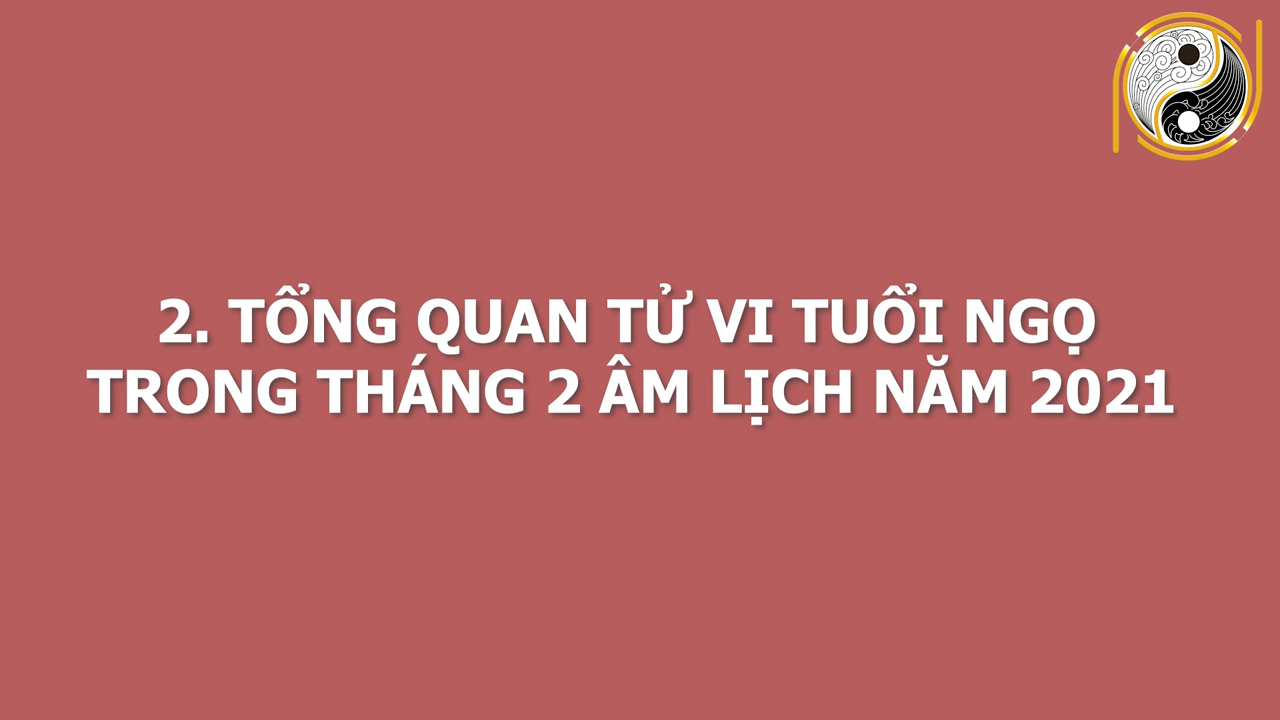 2. TỔNG QUAN TỬ VI TUỔI NGỌ
TRONG THÁNG 2 ÂM LỊCH NĂM 2021